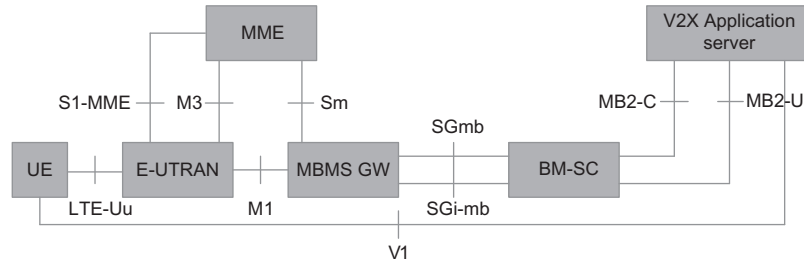 MME
V2X Application
server
S1-MME
M3
Sm
MB2-C
MB2-U
SGmb
UE
E-UTRAN
MBMS GW
BM-SC
LTE-Uu
M1
SGi-mb
V1